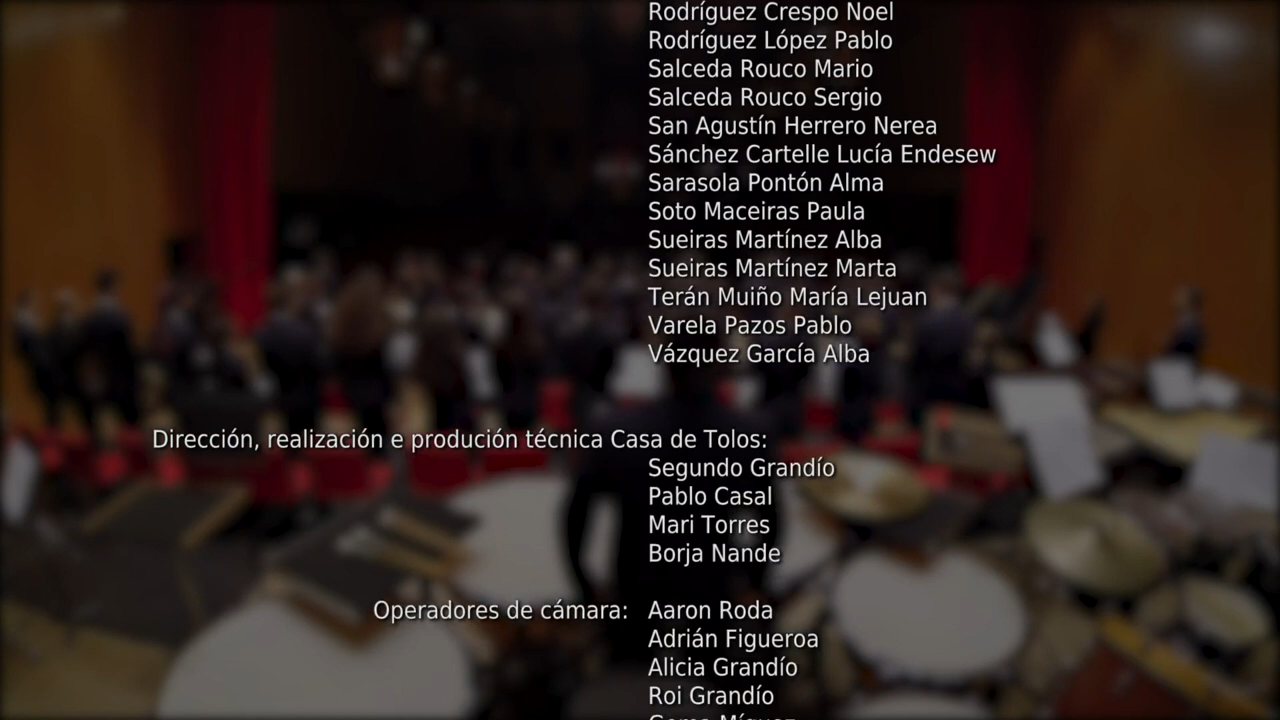 Rodríguez Crespo Noel
Rodríguez López Pablo
Salceda Rouco Mario
Salceda Rouco Sergio
San Agustín Herrero Nerea
Sánchez Cartelle Lucía Endesew
Sarasola Pontón Alma
Soto Maceiras Paula
Sueiras Martínez Alba
Sueiras Martínez Marta
Terán Muiño María Lejuan
Varela Pazos Pablo
Vázquez García Alba
Dirección, realización e produción técnica Casa de Tolos:
Segundo Grandío
Pablo Casal
Mari Torres
Borja Nande
Operadores de cámara: Aaron Roda
Adrián Figueroa
Alicia Grandío
Roi Grandío